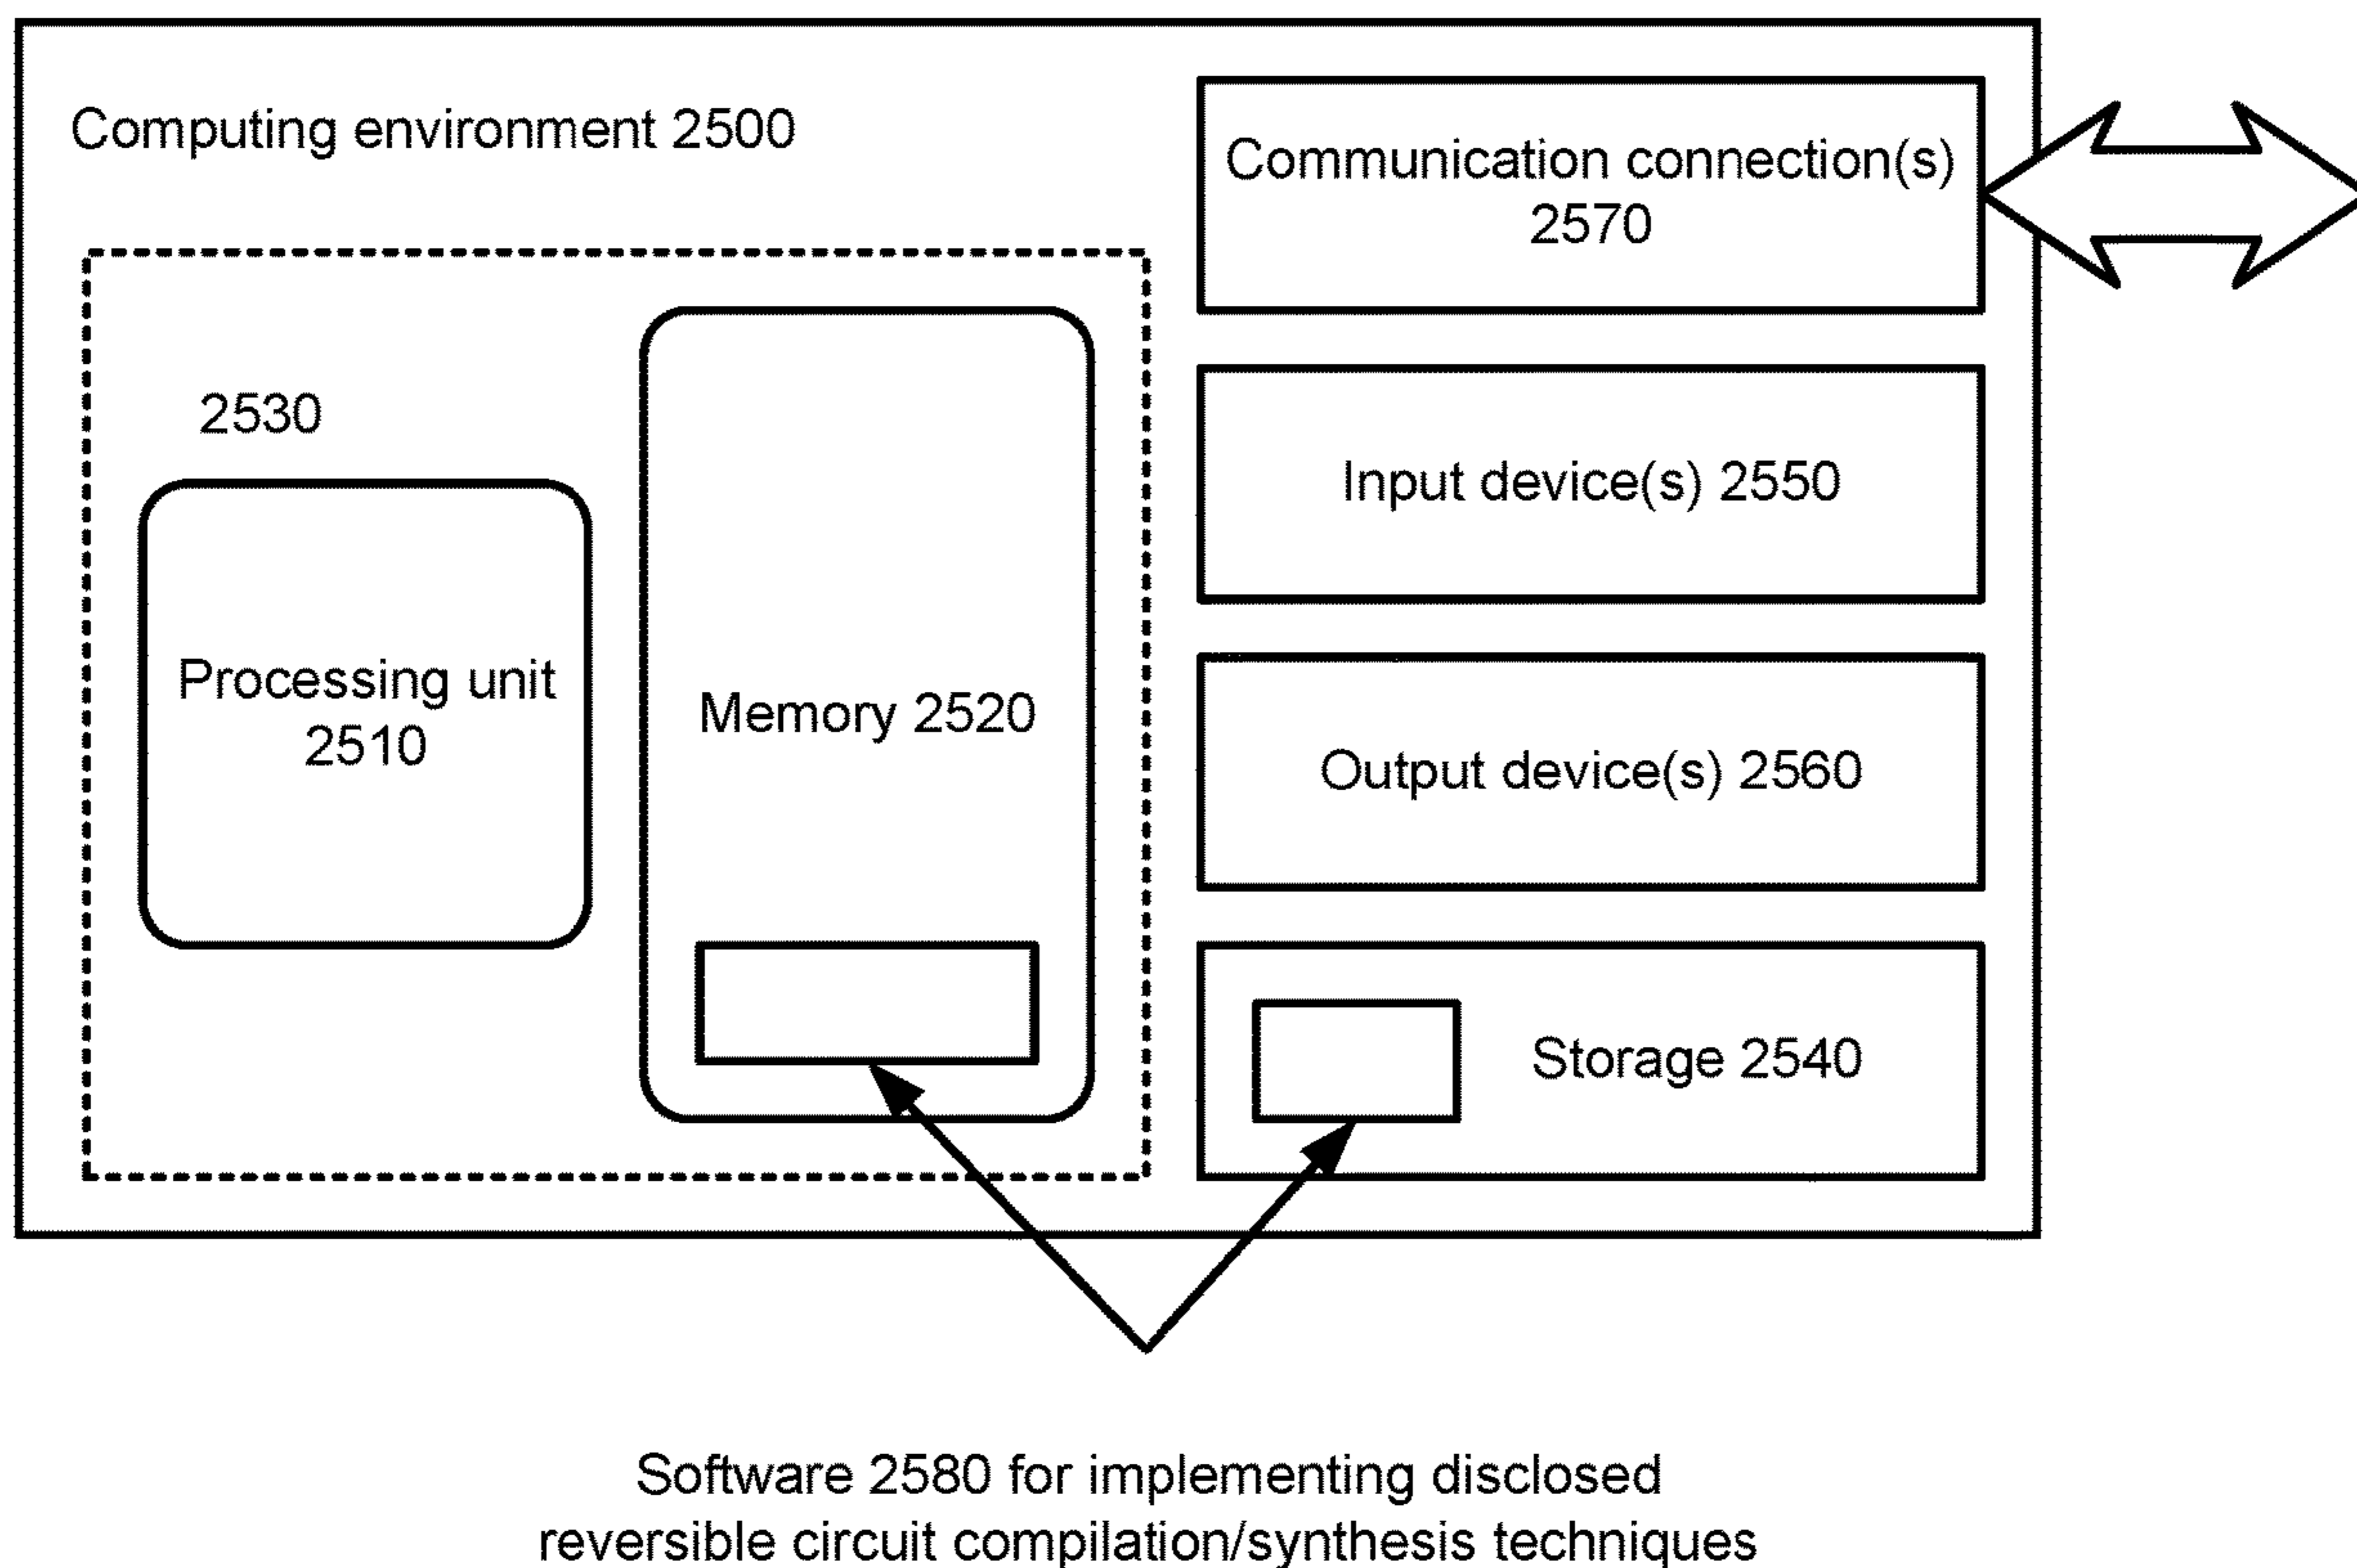 Computing environment 2500
2530
Processing unit
2510
Memory 2520
Communication connection(s)
2570
Input device(s) 2550
Output device(s) 2560
Storage 2540
Software 2580 for implementing disclosed
reversible circuit compilation/synthesis techniques